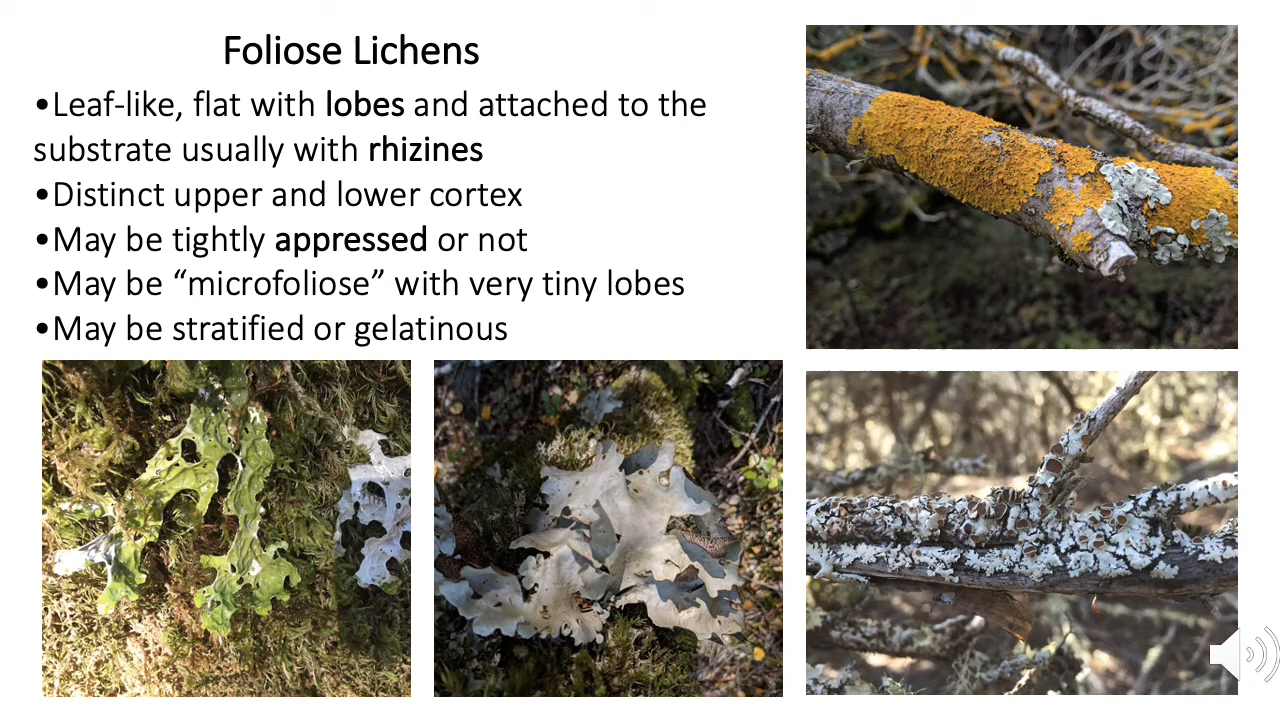 Foliose Lichens
•Leaf-like, flat with lobes and attached to the
substrate usually with rhizines
•Distinct upper and lower cortex
•May be tightly appressed or not
•May be “microfoliose” with very tiny lobes
•May be stratified or gelatinous